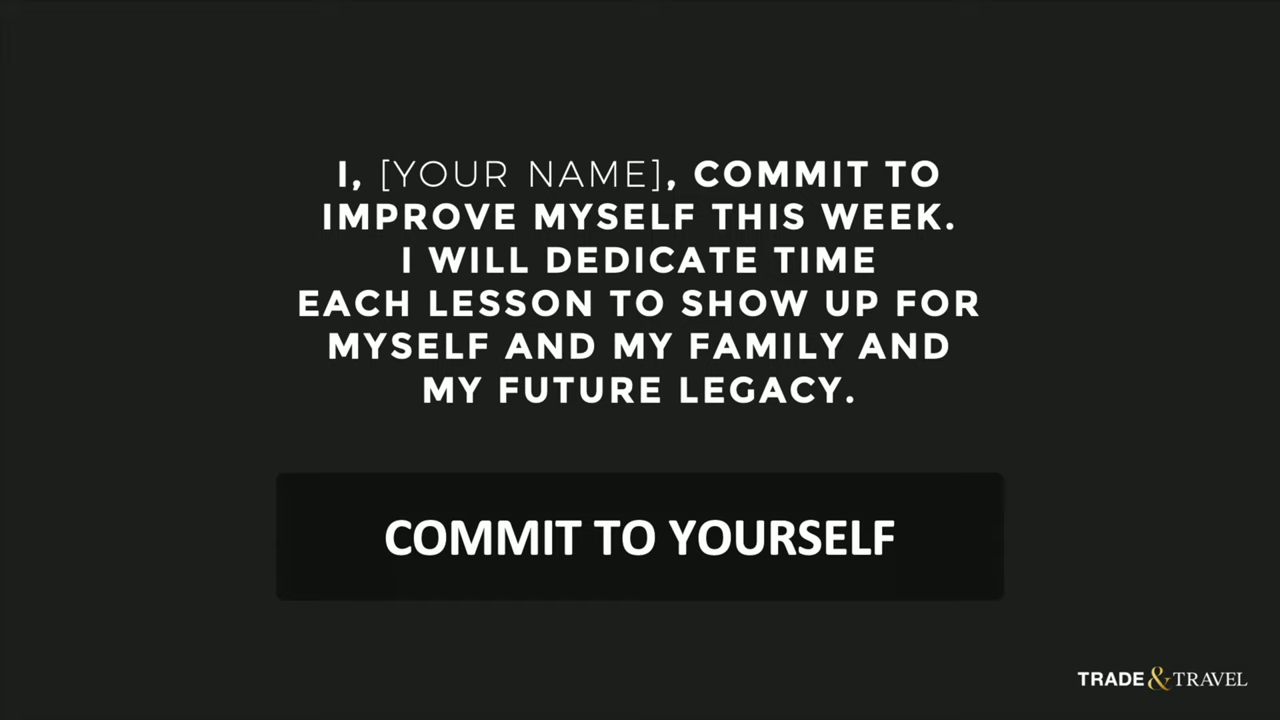 I, [YOUR NAME], COMMIT TO
IMPROVE MYSELF THIS WEEK.
I WILL DEDICATE TIME
EACH LESSON TO SHOW UP FOR
MYSELF AND MY FAMILY AND
MY FUTURE LEGACY.
COMMIT TO YOURSELF
TRADE&TRAVEL